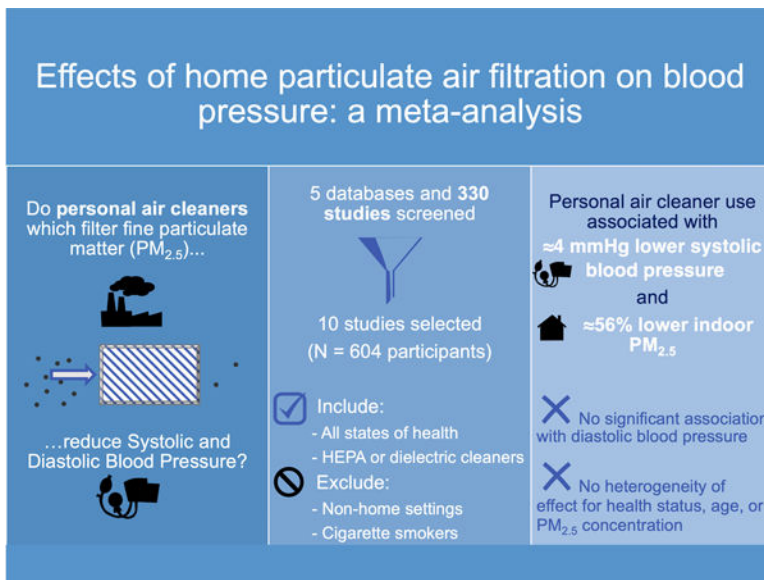 Effects of home particulate air filtration on blood
pressure: a meta-analysis
Do personal air cleaners
which filter fine particulate
matter (PM2.5)...
…reduce Systolic and
Diastolic Blood Pressure?
5 databases and 330
studies screened
10 studies selected
(N = 604 participants)
Include:
- All states of health
- HEPA or dielectric cleaners
Exclude:
- Non-home settings
- Cigarette smokers
Personal air cleaner use
associated with
≈4 mmHg lower systolic
blood pressure
and
≈56% lower indoor
PM2.5
No significant association
with diastolic blood pressure
No heterogeneity of
effect for health status, age, or
PM2.5 concentration